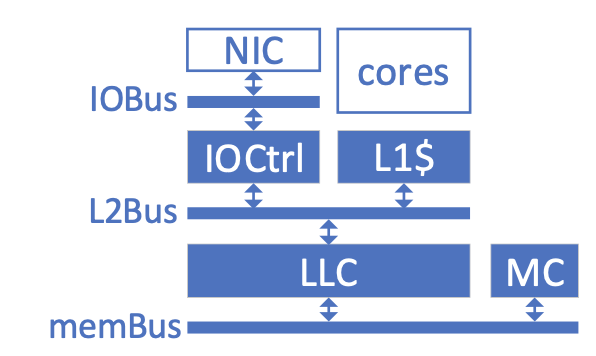 NIC
cores
IOBus
IOCtrl
L1$
L2Bus
LLC
MC
memBus